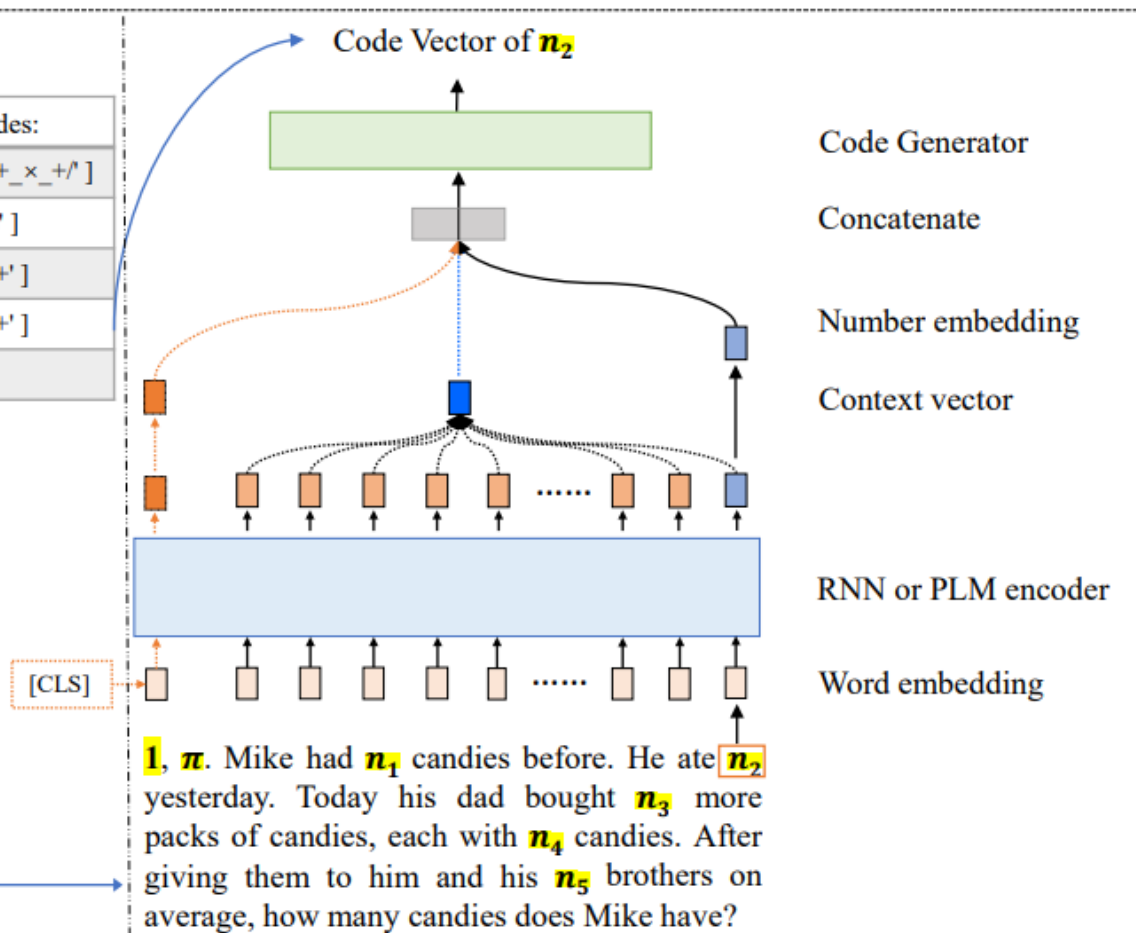 Code Vector of n₂
des:
+_×_+/' ]
' ]
+' ]
+' ]
Code Generator
Concatenate
Number embedding
Context vector
......
RNN or PLM encoder
[CLS]
......
Word embedding
1, π. Mike had n₁ candies before. He ate n₂
yesterday. Today his dad bought n₃ more
packs of candies, each with n₄ candies. After
giving them to him and his n₅ brothers on
average, how many candies does Mike have?